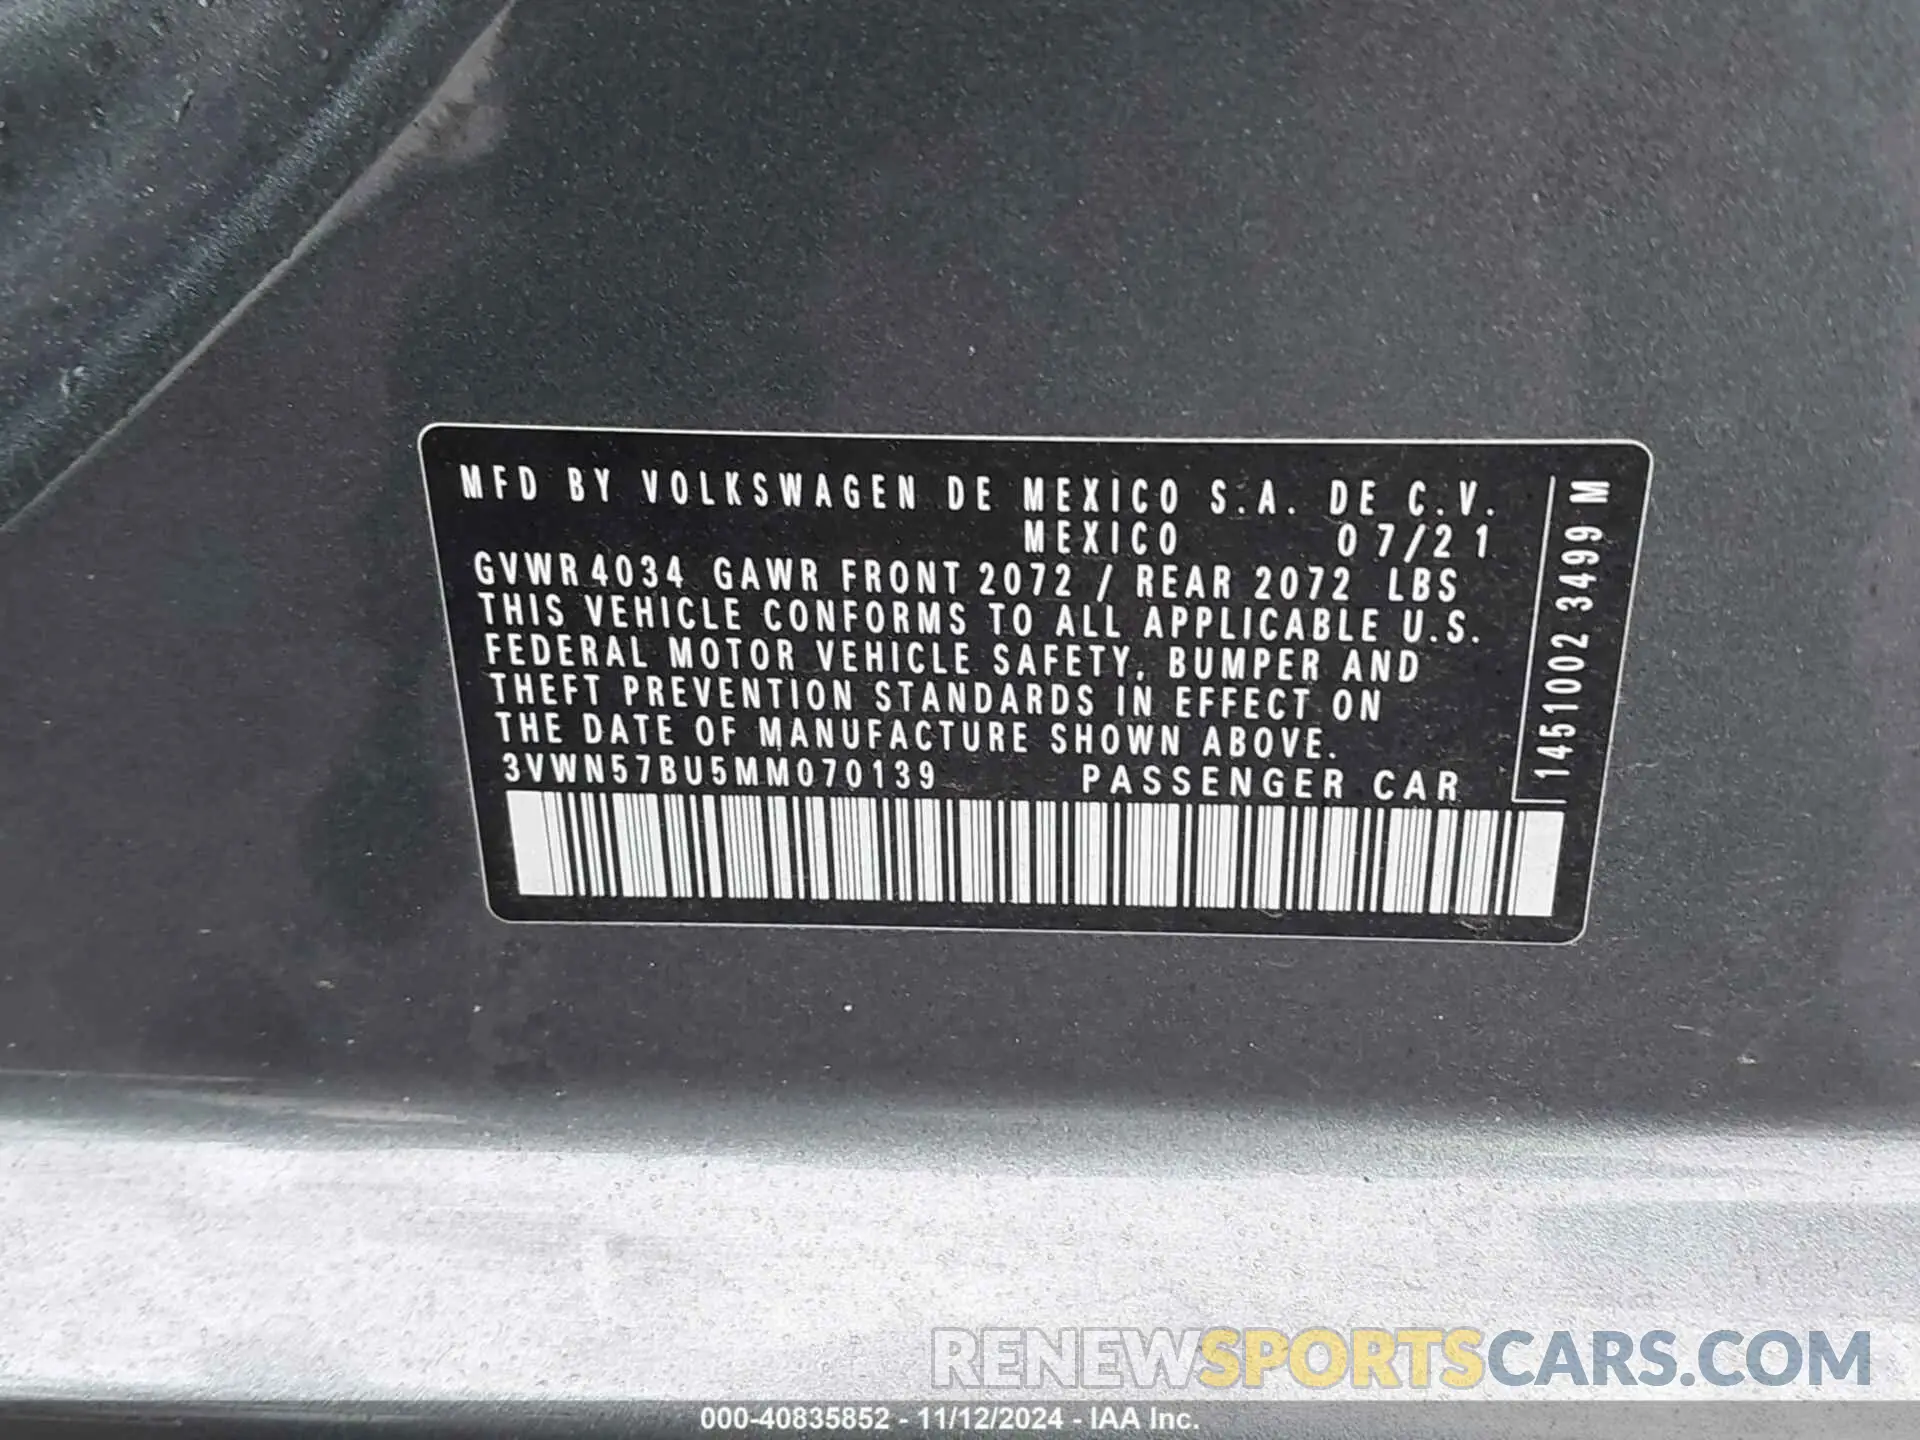 MFD BY VOLKSWAGEN DE MEXICO S.A. DE C.V.
MEXICO 07/21
GVWR 4034 GAWR FRONT 2072 / REAR 2072 LBS
THIS VEHICLE CONFORMS TO ALL APPLICABLE U.S.
FEDERAL MOTOR VEHICLE SAFETY, BUMPER AND
THEFT PREVENTION STANDARDS IN EFFECT ON
THE DATE OF MANUFACTURE SHOWN ABOVE.
3VWN57BU5MM070139 PASSENGER CAR
1451002 3499 M
RENEWSPORTSCARS.COM
000-40835852 - 11/12/2024 - IAA Inc.